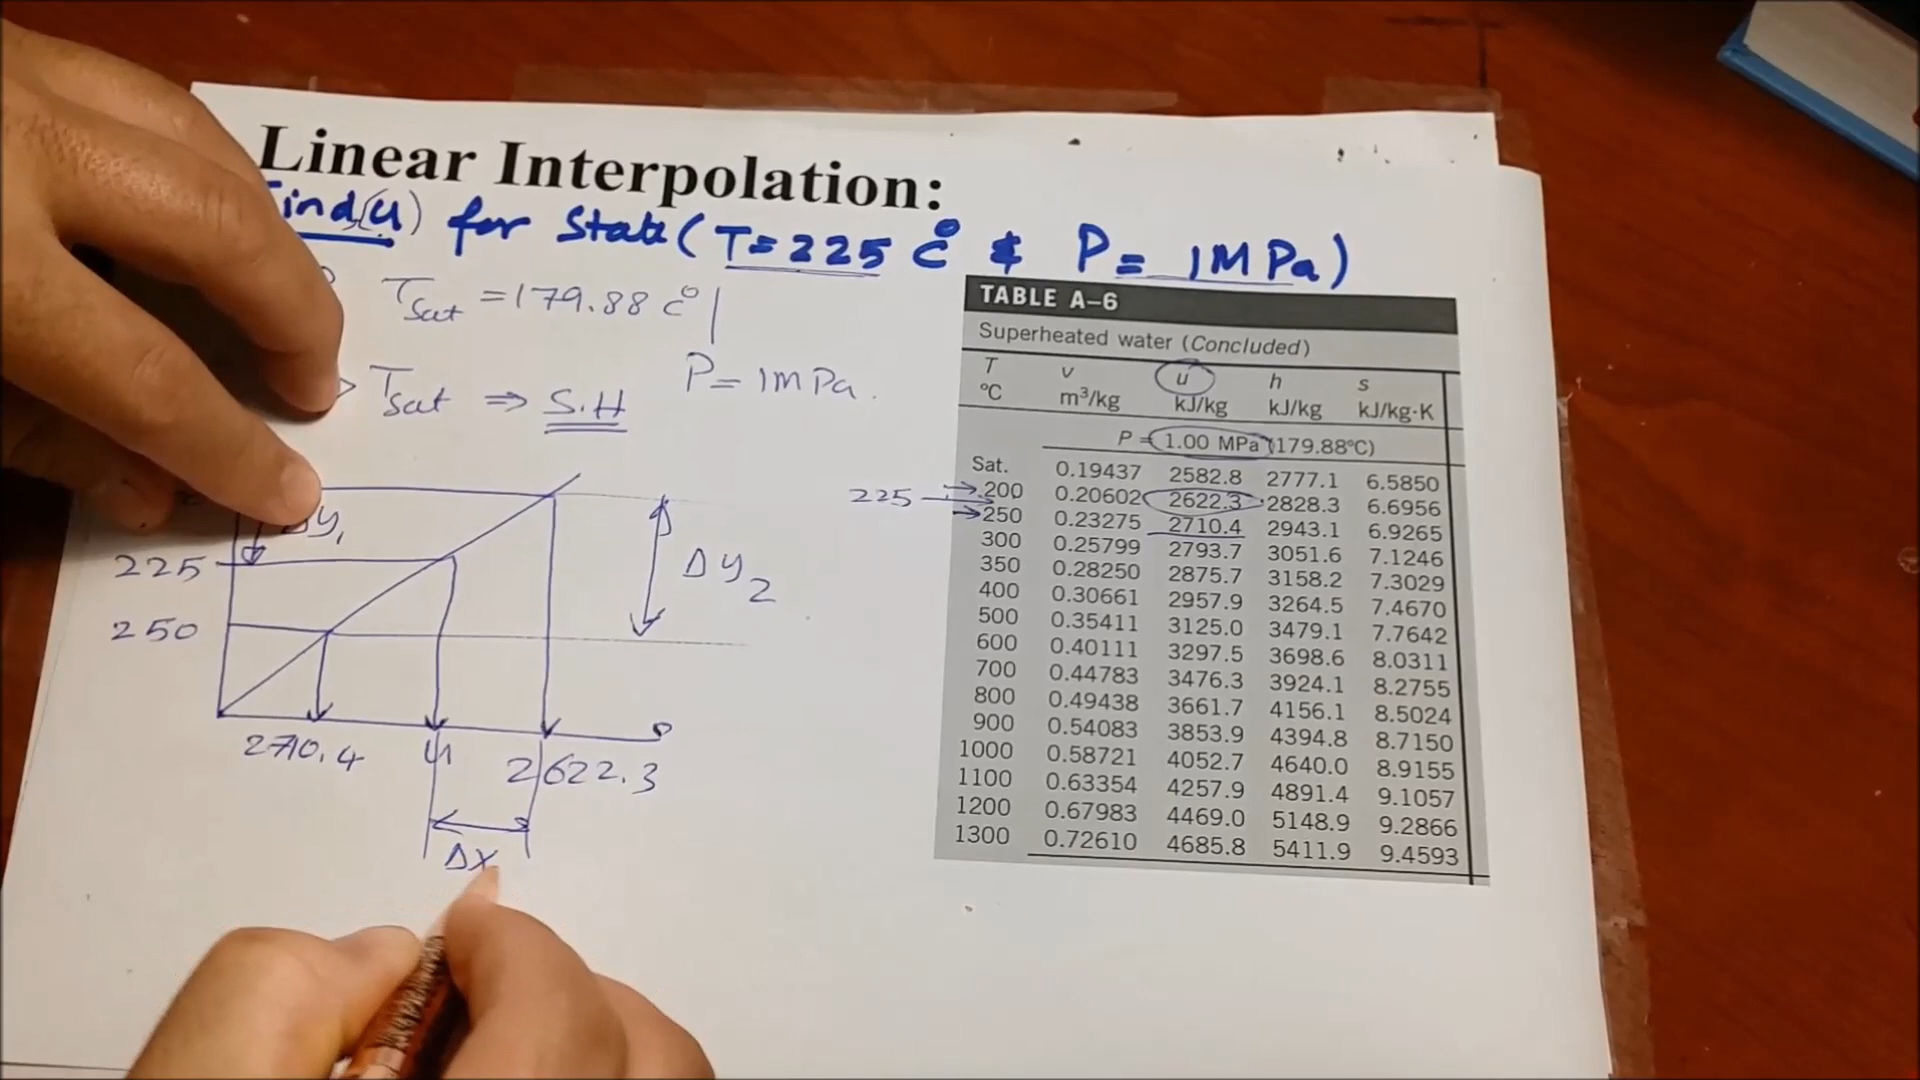 Linear Interpolation:
Find(u) for State ( T= 225 C° & P= 1MPa )
Tsat = 179.88 C° |
P= 1MPa.
> Tsat ⇒ S.H
Δy1
225
250
Δy2
2710.4 u 2622.3
Δx
TABLE A–6
Superheated water (Concluded)
T v u h s
°C m³/kg kJ/kg kJ/kg kJ/kg·K
P = 1.00 MPa (179.88°C)
Sat. 0.19437 2582.8 2777.1 6.5850
225
200 0.20602 2622.3 2828.3 6.6956
250 0.23275 2710.4 2943.1 6.9265
300 0.25799 2793.7 3051.6 7.1246
350 0.28250 2875.7 3158.2 7.3029
400 0.30661 2957.9 3264.5 7.4670
500 0.35411 3125.0 3479.1 7.7642
600 0.40111 3297.5 3698.6 8.0311
700 0.44783 3476.3 3924.1 8.2755
800 0.49438 3661.7 4156.1 8.5024
900 0.54083 3853.9 4394.8 8.7150
1000 0.58721 4052.7 4640.0 8.9155
1100 0.63354 4257.9 4891.4 9.1057
1200 0.67983 4469.0 5148.9 9.2866
1300 0.72610 4685.8 5411.9 9.4593